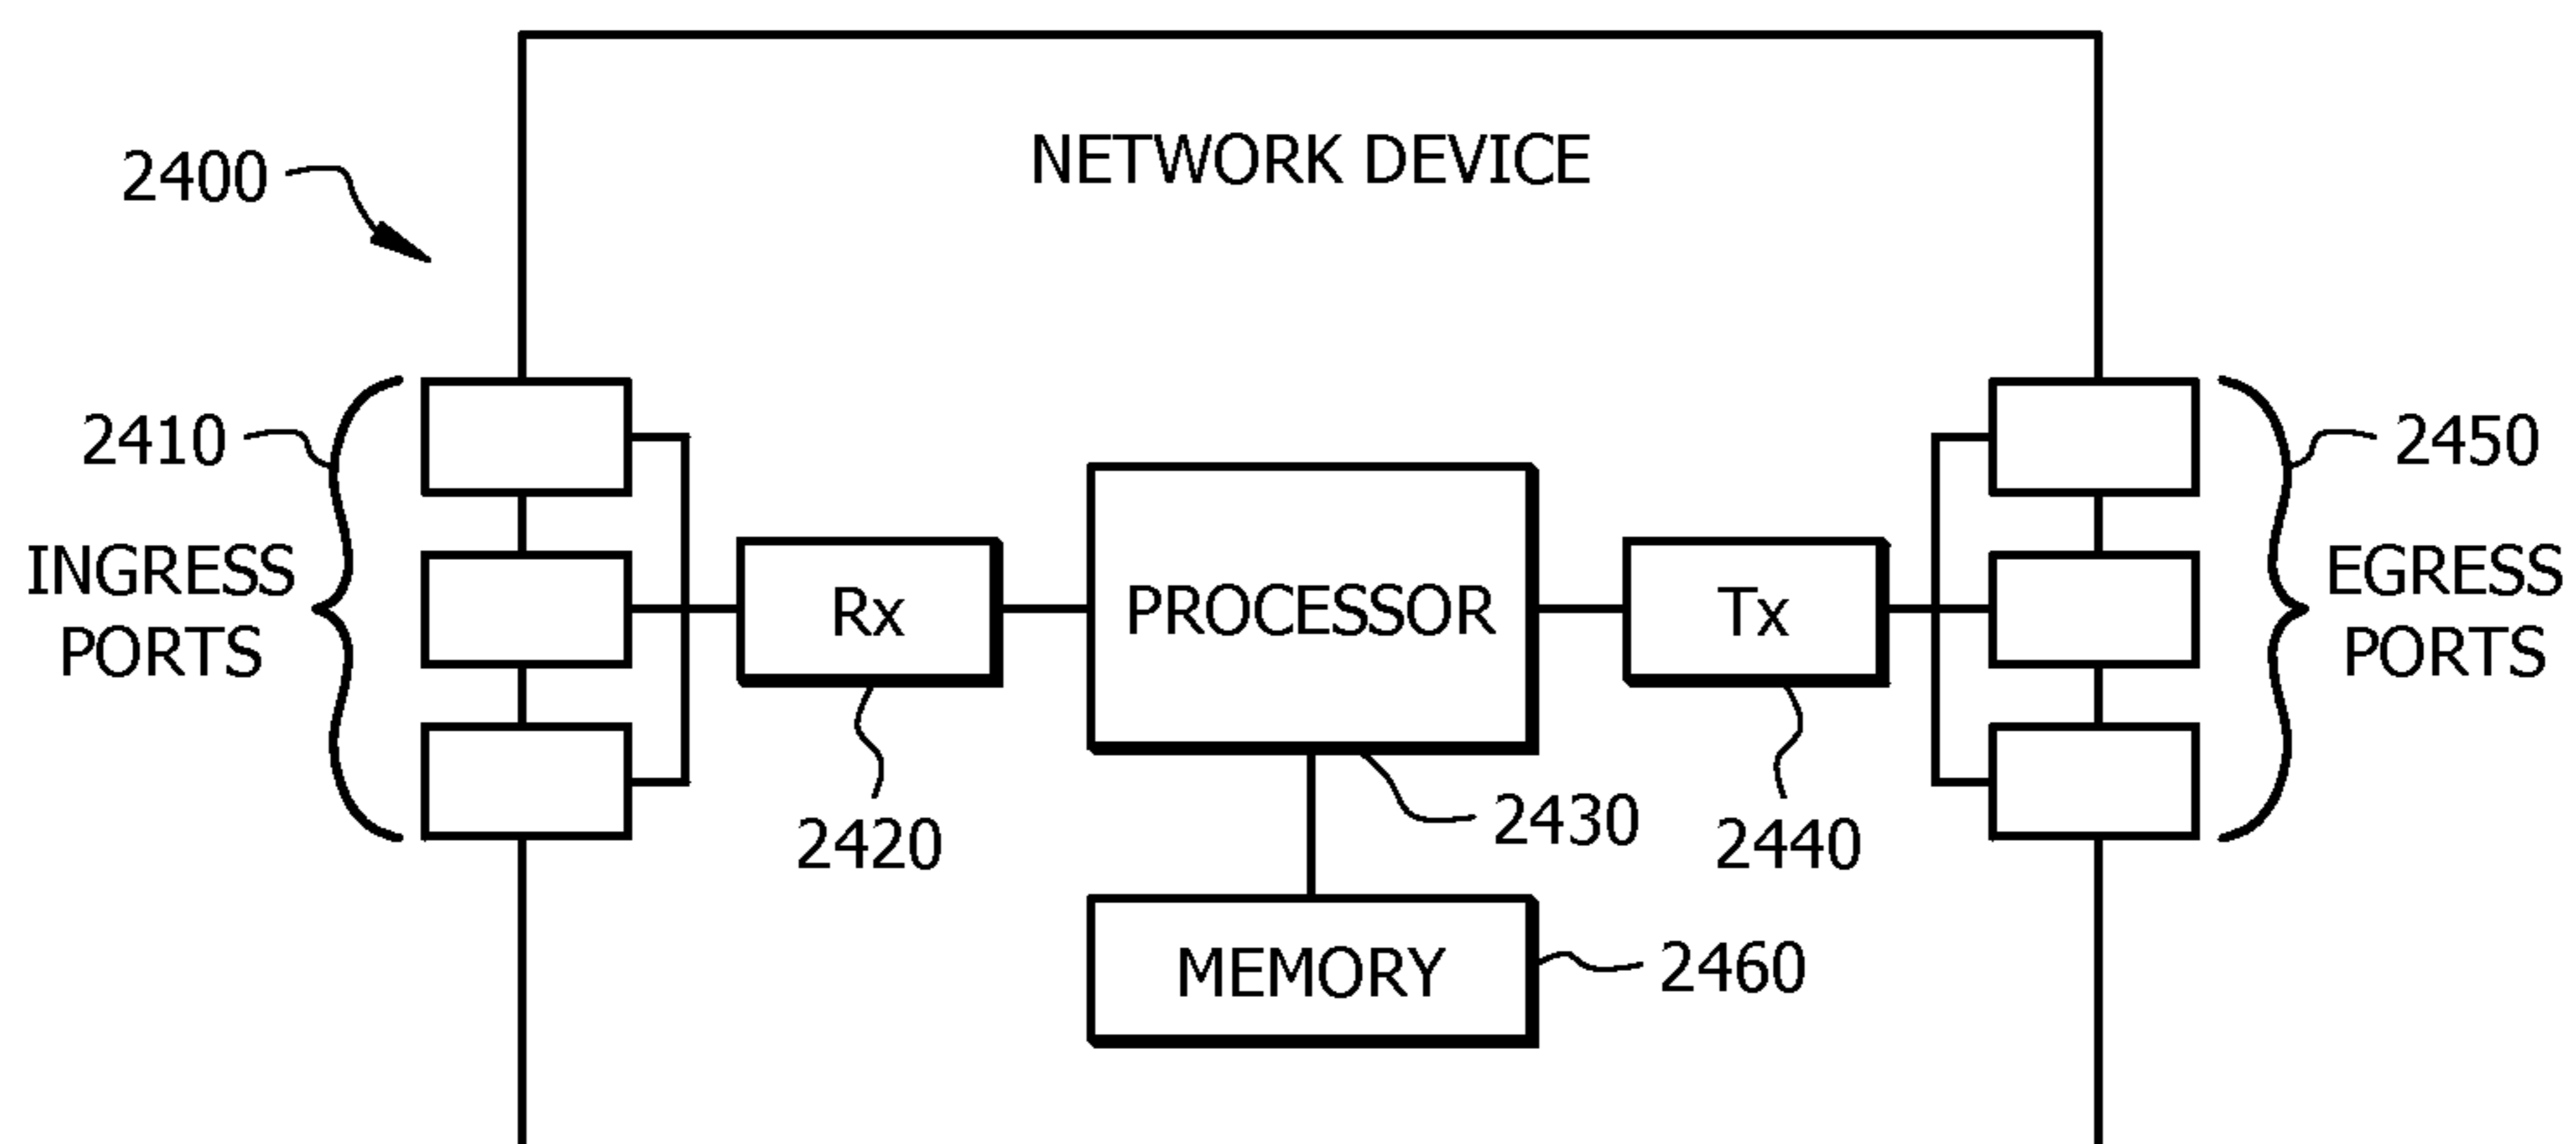 NETWORK DEVICE
2400
2410
2450
INGRESS
PORTS
EGRESS
PORTS
Rx
PROCESSOR
Tx
2420
2430
2440
MEMORY
2460